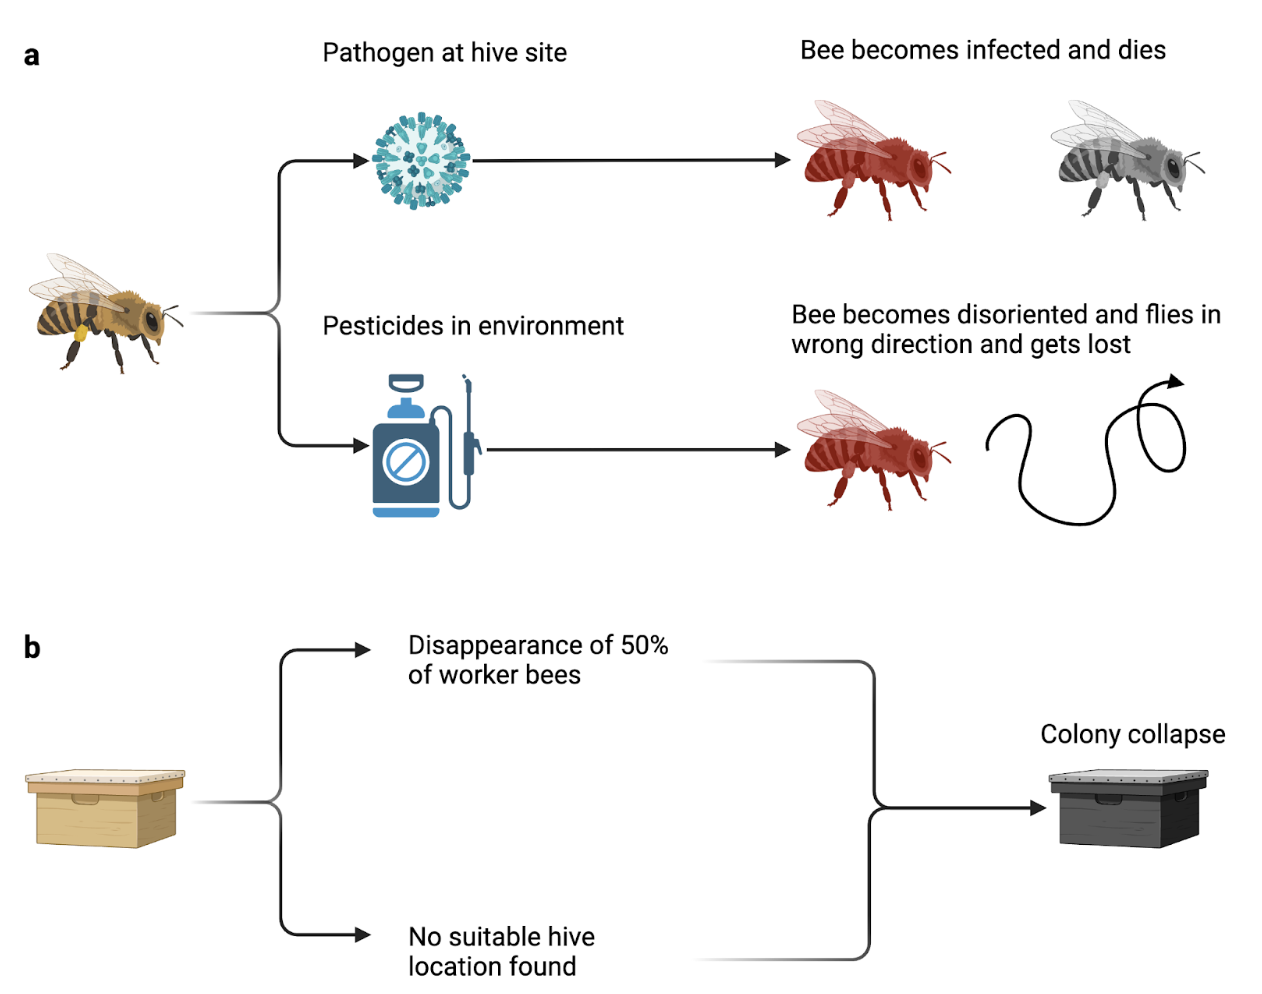 a
Pathogen at hive site
Bee becomes infected and dies
Pesticides in environment
Bee becomes disoriented and flies in
wrong direction and gets lost
b
Disappearance of 50%
of worker bees
Colony collapse
No suitable hive
location found